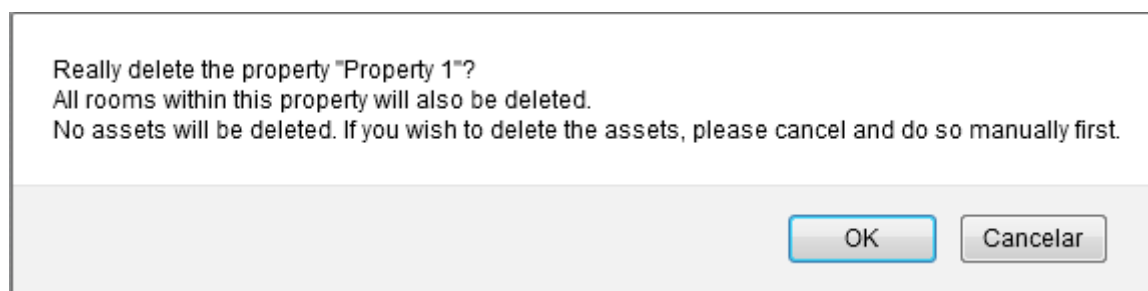 Really delete the property "Property 1"?
All rooms within this property will also be deleted.
No assets will be deleted. If you wish to delete the assets, please cancel and do so manually first.
OK Cancelar